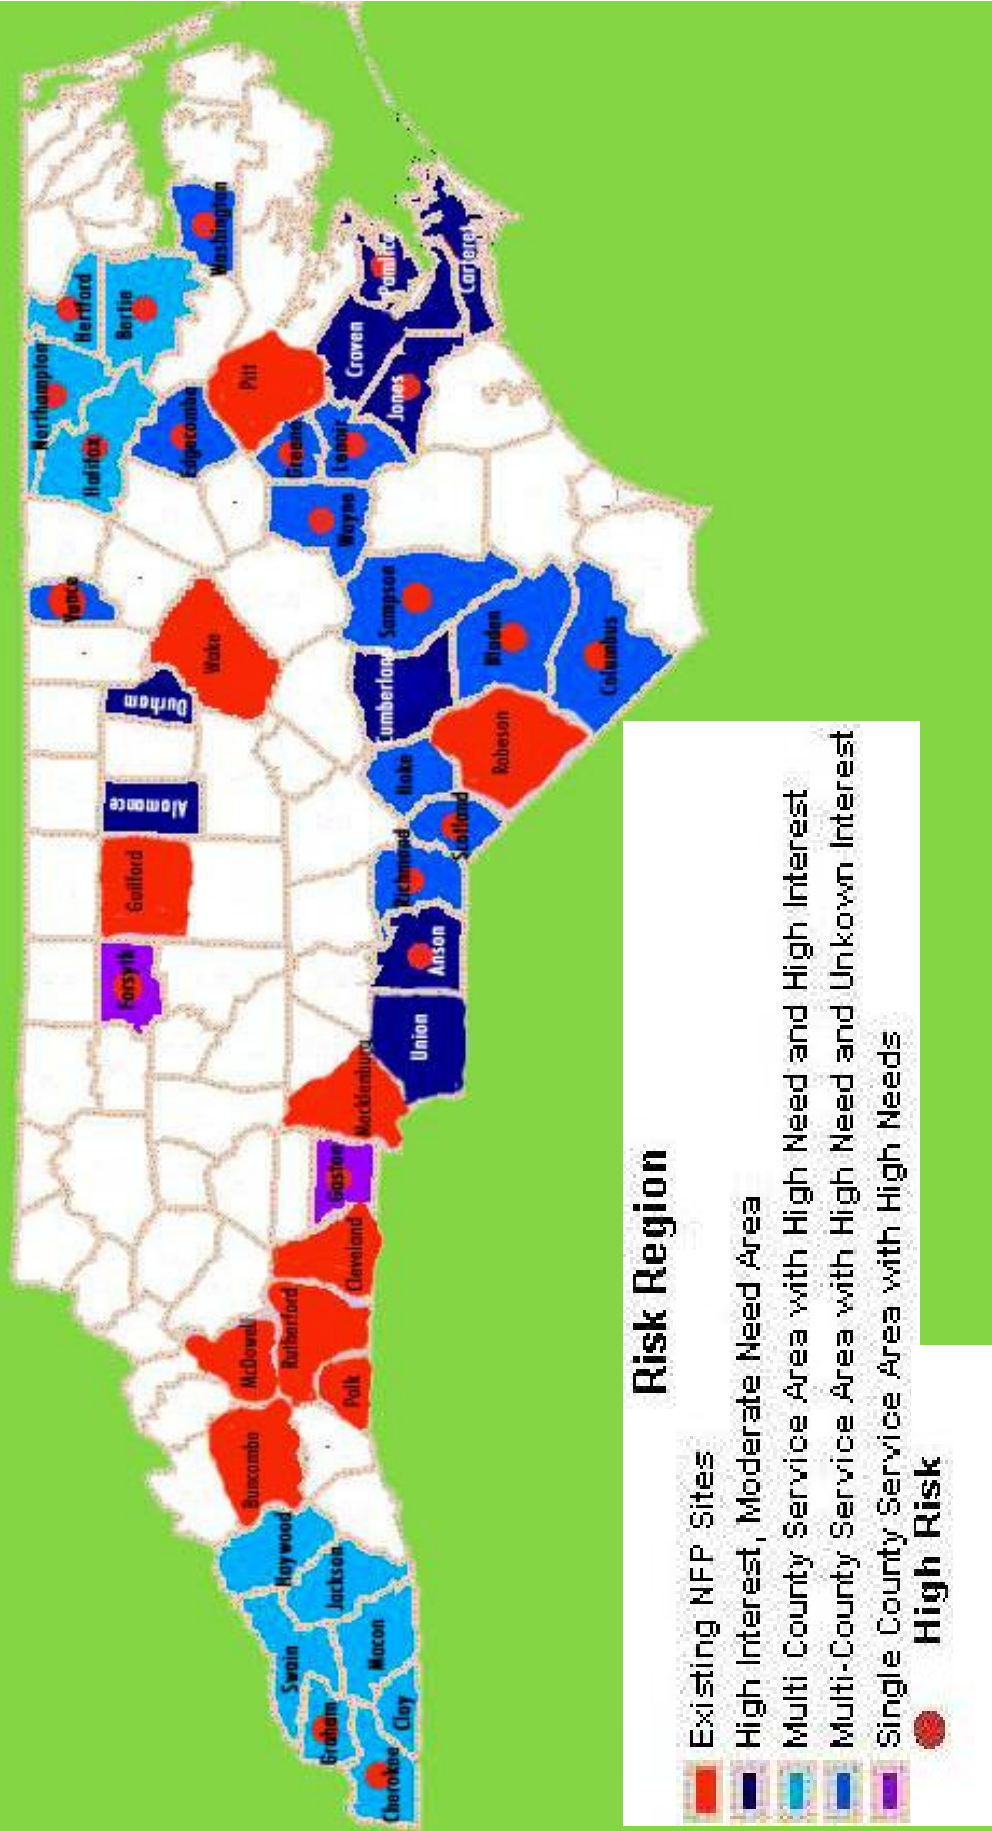 Cherokee
Graham
Clay
Swain
Macon
Jackson
Haywood
Buncombe
McDowell
Polk
Rutherford
Cleveland
Gaston
Mecklenburg
Union
Anson
Forsyth
Guilford
Alamance
Durham
Richmond
Scotland
Hoke
Robeson
Cumberland
Wake
Vance
Bladen
Columbus
Sampson
Wayne
Greene
Lenoir
Halifax
Northampton
Edgecombe
Pitt
Hertford
Bertie
Washington
Jones
Craven
Pamlico
Carteret
Risk Region
Existing NFP Sites
High Interest, Moderate Need Area
Multi County Service Area with High Need and High Interest
Multi-County Service Area with High Need and Unkown Interest
Single County Service Area with High Needs
High Risk